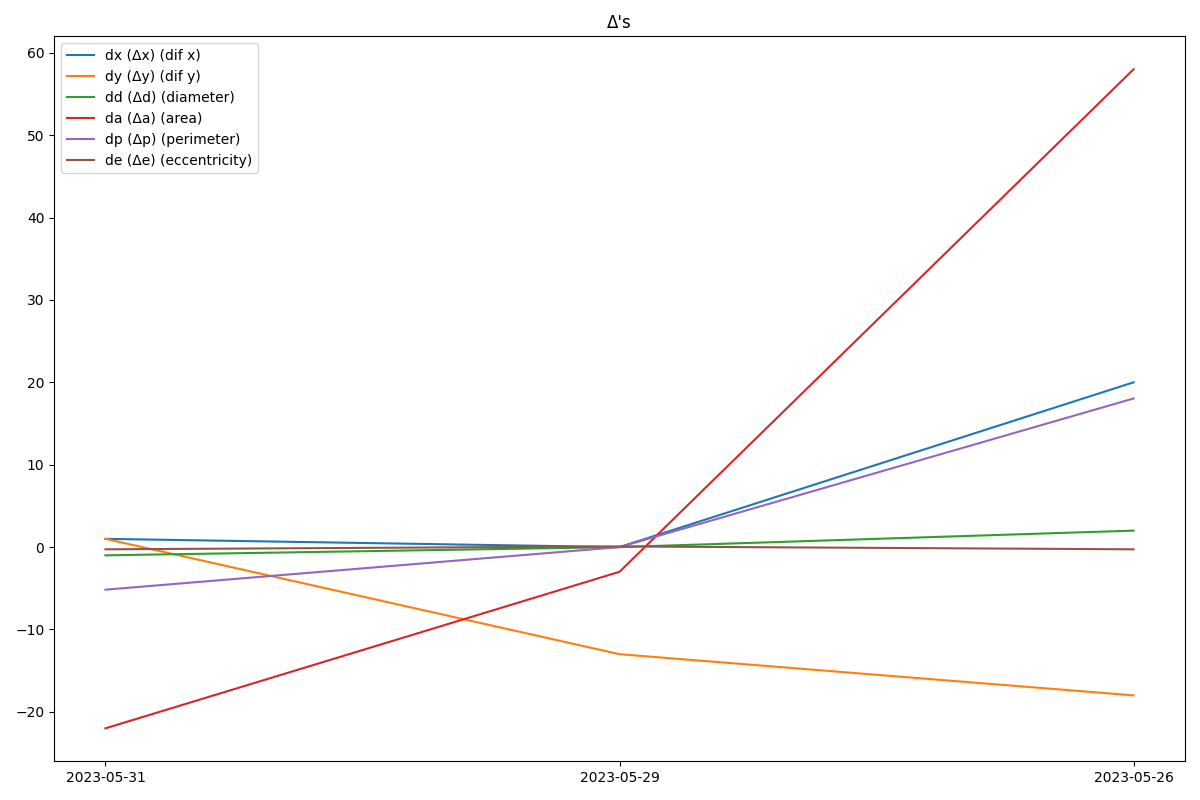 Δ's
dx (Δx) (dif x)
dy (Δy) (dif y)
dd (Δd) (diameter)
da (Δa) (area)
dp (Δp) (perimeter)
de (Δe) (eccentricity)
60
50
40
30
20
10
0
−10
−20
2023-05-31
2023-05-29
2023-05-26